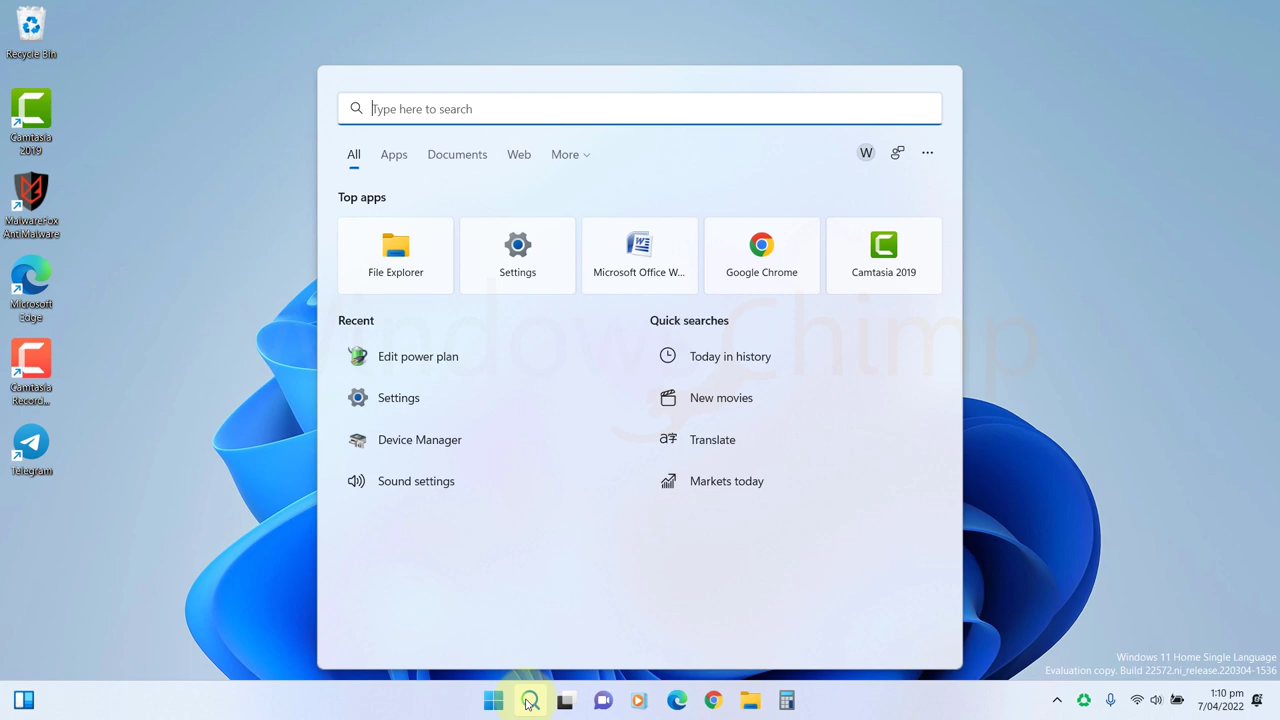 Recycle Bin
Camtasia
2019
MalwareFox
AntiMalware
Microsoft
Edge
Camtasia
Record...
Telegram
Type here to search
All Apps Documents Web More
W
Top apps
File Explorer
Settings
Microsoft Office W...
Google Chrome
Camtasia 2019
Recent
Edit power plan
Settings
Device Manager
Sound settings
Quick searches
Today in history
New movies
Translate
Markets today
Windows Chimp
Windows 11 Home Single Language
Evaluation copy. Build 22572.ni_release.220304-1536
1:10 pm
7/04/2022